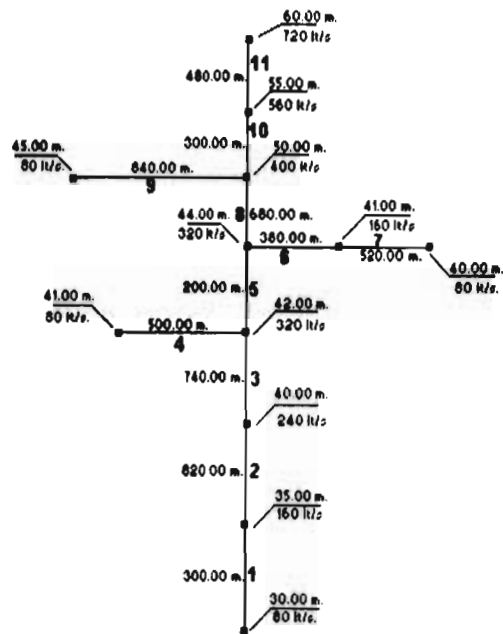 60.00 m.
720 lt/s
11
480.00 m.
55.00 m.
560 lt/s
10
300.00 m.
45.00 m.
80 lt/s.
840.00 m.
9
50.00 m.
400 lt/s
8
680.00 m.
44.00 m.
320 lt/s
41.00 m.
160 lt/s
380.00 m.
6
7
520.00 m.
40.00 m.
80 lt/s.
200.00 m.
5
41.00 m.
80 lt/s.
500.00 m.
4
42.00 m.
320 lt/s
740.00 m.
3
40.00 m.
240 lt/s
820.00 m.
2
35.00 m.
160 lt/s
300.00 m.
1
30.00 m.
80 lt/s